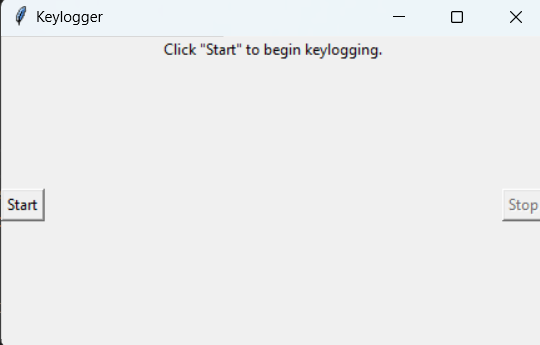 Keylogger
Click "Start" to begin keylogging.
Start
Stop